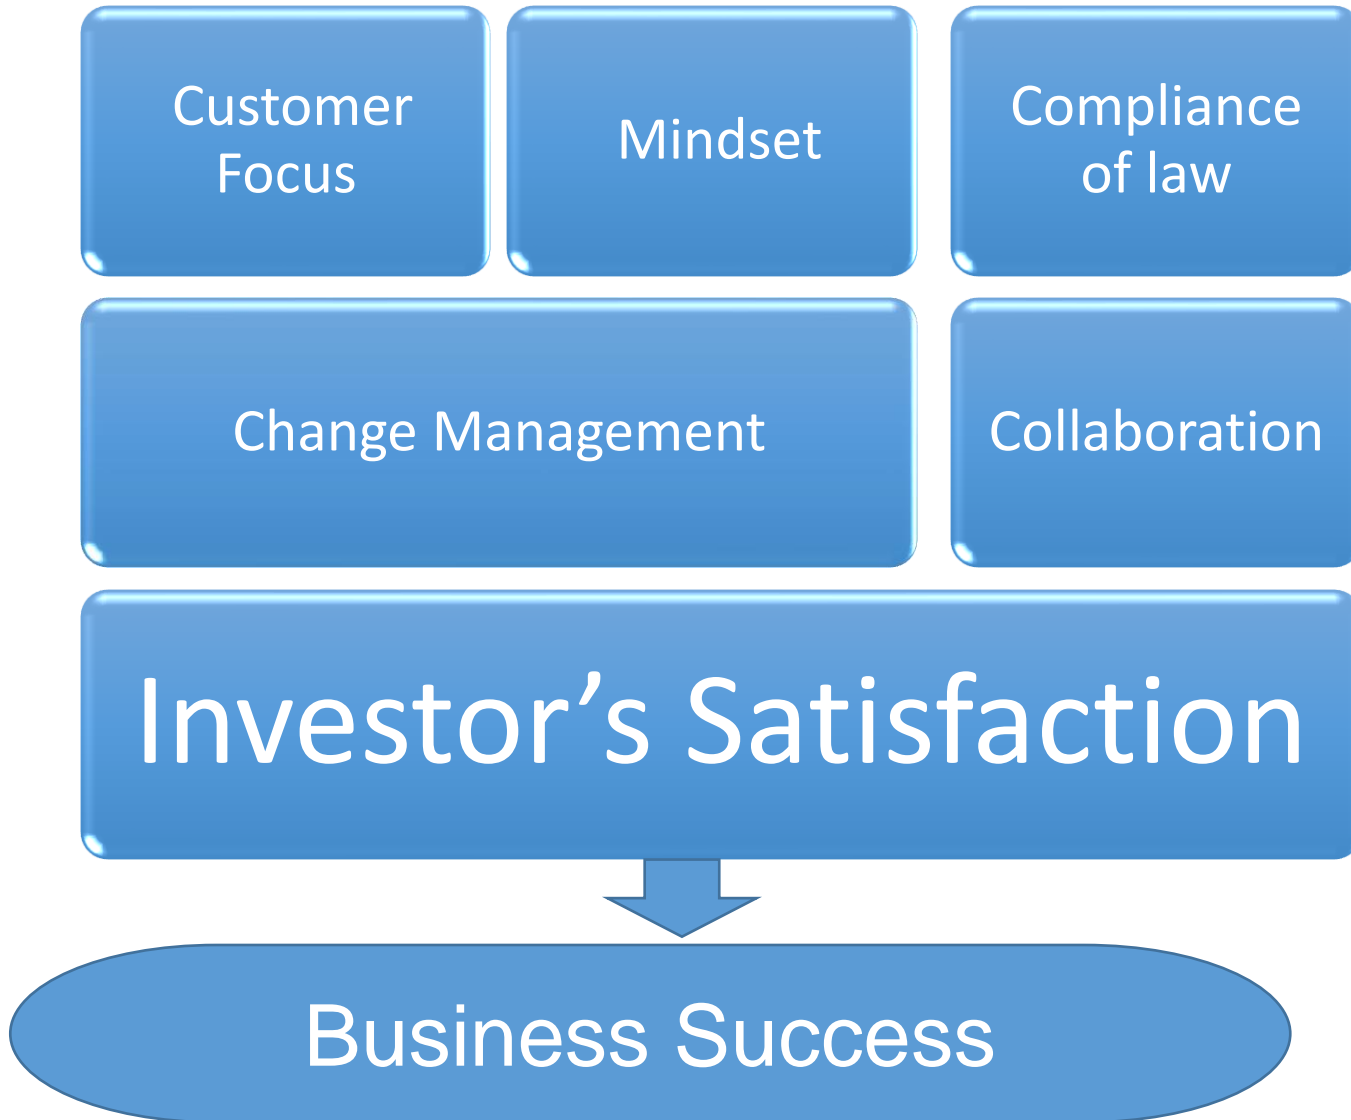 Customer
Focus
Mindset
Compliance
of law
Change Management
Collaboration
Investor’s Satisfaction
Business Success